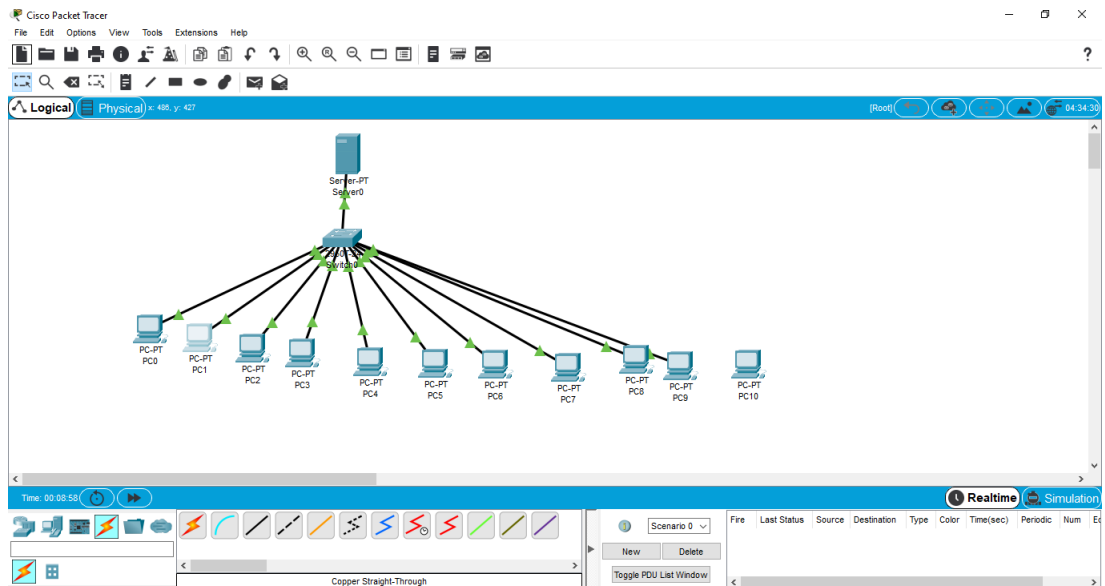 Cisco Packet Tracer
File Edit Options View Tools Extensions Help
?
Logical Physical x: 486, y: 427 [Root] 04:34:30
Server-PT
Server0
Switch0
PC-PT
PC0
PC-PT
PC1
PC-PT
PC2
PC-PT
PC3
PC-PT
PC4
PC-PT
PC5
PC-PT
PC6
PC-PT
PC7
PC-PT
PC8
PC-PT
PC9
PC-PT
PC10
Time: 00:08:58 Realtime Simulation
Scenario 0
New Delete
Toggle PDU List Window
Fire Last Status Source Destination Type Color Time(sec) Periodic Num
Copper Straight-Through